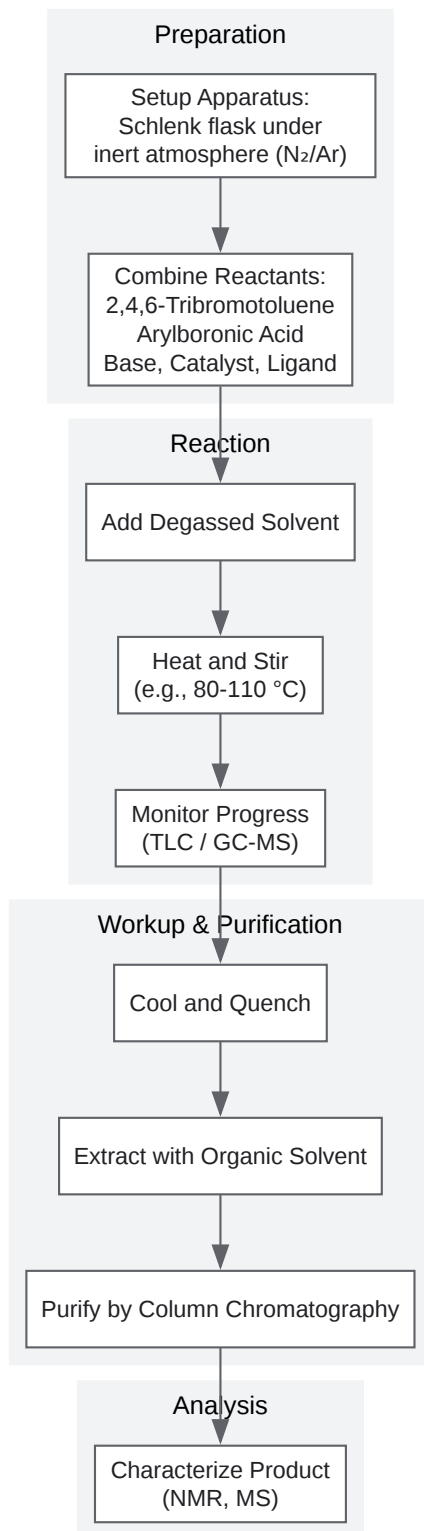 Preparation
Setup Apparatus:
Schlenk flask under
inert atmosphere (N₂/Ar)
Combine Reactants:
2,4,6-Tribromotoluene
Arylboronic Acid
Base, Catalyst, Ligand
Reaction
Add Degassed Solvent
Heat and Stir
(e.g., 80-110 °C)
Monitor Progress
(TLC / GC-MS)
Workup & Purification
Cool and Quench
Extract with Organic Solvent
Purify by Column Chromatography
Analysis
Characterize Product
(NMR, MS)